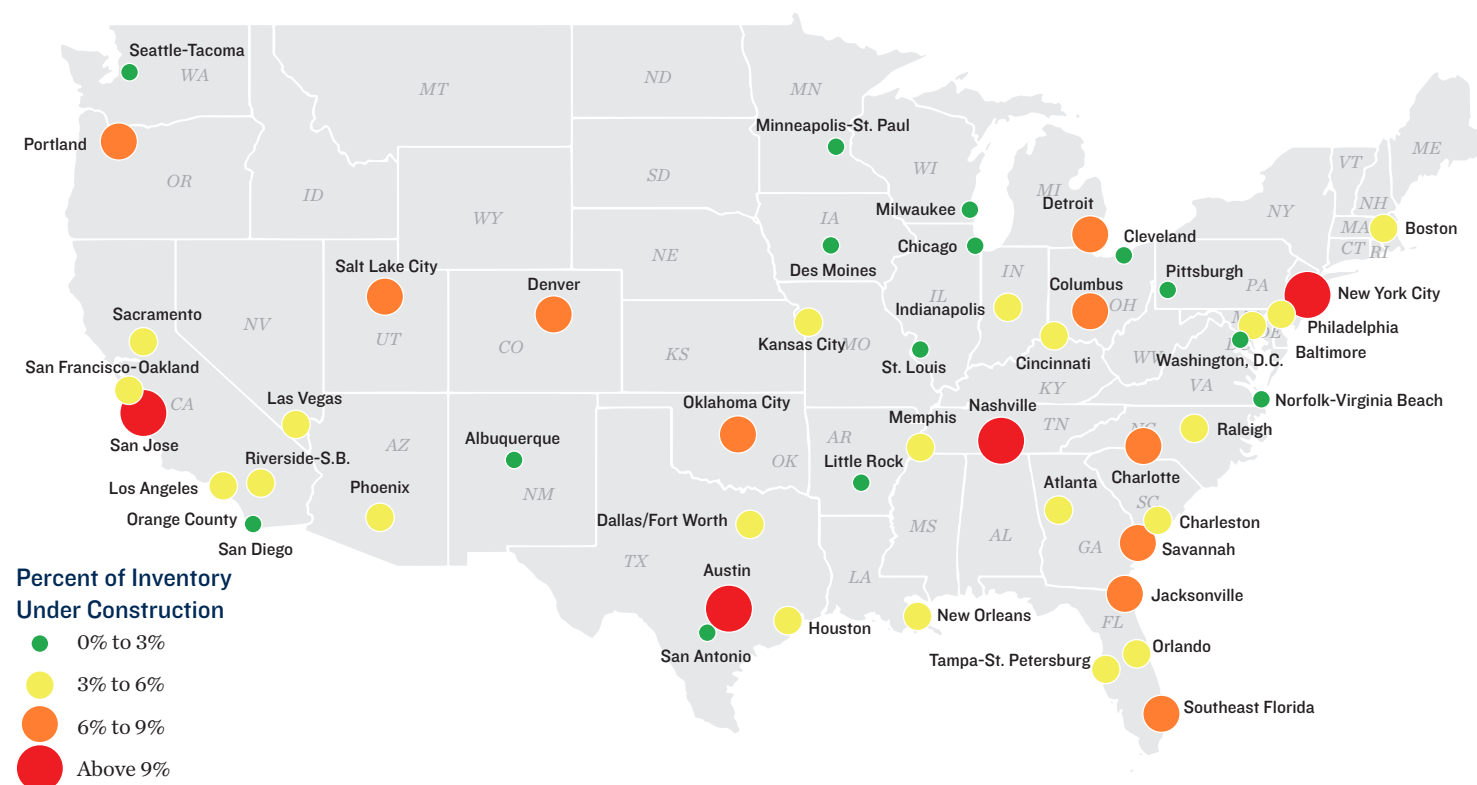 Seattle-Tacoma
WA
MT
ND
MN
Minneapolis-St. Paul
Portland
OR
ID
SD
WI
MI
VT
ME
WY
IA
Milwaukee
Detroit
NY
NH
MA
Boston
Chicago
Cleveland
CT
RI
Salt Lake City
NE
Des Moines
IN
Pittsburgh
Denver
Columbus
PA
New York City
Sacramento
NV
IL
Indianapolis
OH
UT
CO
KS
Kansas City
MO
Philadelphia
DE
Baltimore
San Francisco-Oakland
St. Louis
Cincinnati
WV
Washington, D.C.
KY
VA
CA
Las Vegas
Oklahoma City
Nashville
Norfolk-Virginia Beach
San Jose
Memphis
TN
NC
Raleigh
AZ
Albuquerque
AR
Riverside-S.B.
OK
Little Rock
Charlotte
Los Angeles
Phoenix
NM
Atlanta
SC
Orange County
Dallas/Fort Worth
MS
AL
GA
Charleston
San Diego
TX
Savannah
Austin
LA
Jacksonville
New Orleans
FL
Houston
San Antonio
Orlando
Tampa-St. Petersburg
Southeast Florida
Percent of Inventory
Under Construction
0% to 3%
3% to 6%
6% to 9%
Above 9%